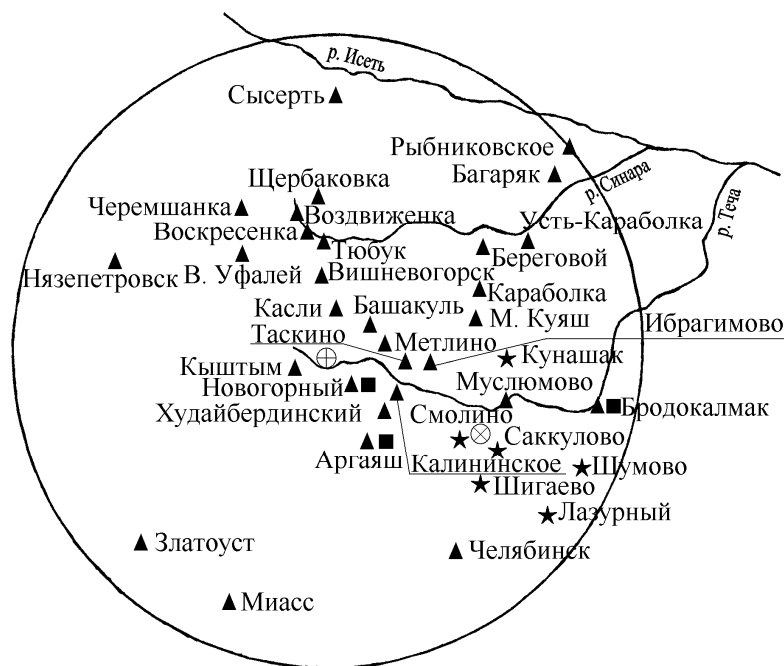 р. Исеть
Сысерть
Рыбниковское
Багаряк
р. Синара
Щербаковка
Черемшанка
Воздвиженка
Усть-Караболка
р. Теча
Воскресенка
Тюбук
Береговой
Нязепетровск
В. Уфалей
Вишневогорск
Караболка
Касли
Башакуль
М. Куяш
Ибрагимово
Таскино
Метлино
Кунашак
Кыштым
Новогорный
Муслюмово
Худайбердинский
Смолино
Бродокалмак
Саккулово
Аргаяш
Калининское
Шумово
Шигаево
Лазурный
Златоуст
Челябинск
Миасс